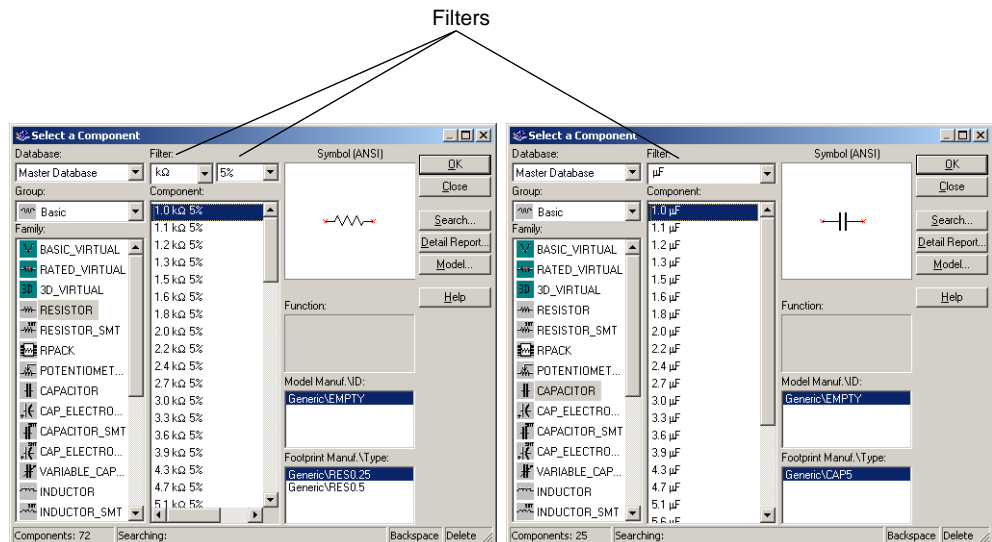 Filters
Select a Component
Database:
Filter:
Symbol (ANSI)
Master Database
kΩ
5%
OK
Close
Group:
Component:
Basic
Family:
BASIC_VIRTUAL
RATED_VIRTUAL
3D_VIRTUAL
RESISTOR
RESISTOR_SMT
RPACK
POTENTIOMET...
CAPACITOR
CAP_ELECTRO...
CAPACITOR_SMT
CAP_ELECTRO...
VARIABLE_CAP...
INDUCTOR
INDUCTOR_SMT
1.0 kΩ 5%
1.1 kΩ 5%
1.2 kΩ 5%
1.3 kΩ 5%
1.5 kΩ 5%
1.6 kΩ 5%
1.8 kΩ 5%
2.0 kΩ 5%
2.2 kΩ 5%
2.4 kΩ 5%
2.7 kΩ 5%
3.0 kΩ 5%
3.3 kΩ 5%
3.6 kΩ 5%
3.9 kΩ 5%
4.3 kΩ 5%
4.7 kΩ 5%
5.1 kΩ 5%
Search...
Detail Report...
Model...
Help
Function:
Model Manuf.\ID:
Generic\EMPTY
Footprint Manuf.\Type:
Generic\RES0.25
Generic\RES0.5
Components: 72
Searching:
Backspace
Delete
Select a Component
Database:
Filter:
Symbol (ANSI)
Master Database
µF
OK
Close
Group:
Component:
Basic
Family:
BASIC_VIRTUAL
RATED_VIRTUAL
3D_VIRTUAL
RESISTOR
RESISTOR_SMT
RPACK
POTENTIOMET...
CAPACITOR
CAP_ELECTRO...
CAPACITOR_SMT
CAP_ELECTRO...
VARIABLE_CAP...
INDUCTOR
INDUCTOR_SMT
1.0 µF
1.1 µF
1.2 µF
1.3 µF
1.5 µF
1.6 µF
1.8 µF
2.0 µF
2.2 µF
2.4 µF
2.7 µF
3.0 µF
3.3 µF
3.6 µF
3.9 µF
4.3 µF
4.7 µF
5.1 µF
5.6 µF
Search...
Detail Report...
Model...
Help
Function:
Model Manuf.\ID:
Generic\EMPTY
Footprint Manuf.\Type:
Generic\CAP5
Components: 25
Searching:
Backspace
Delete